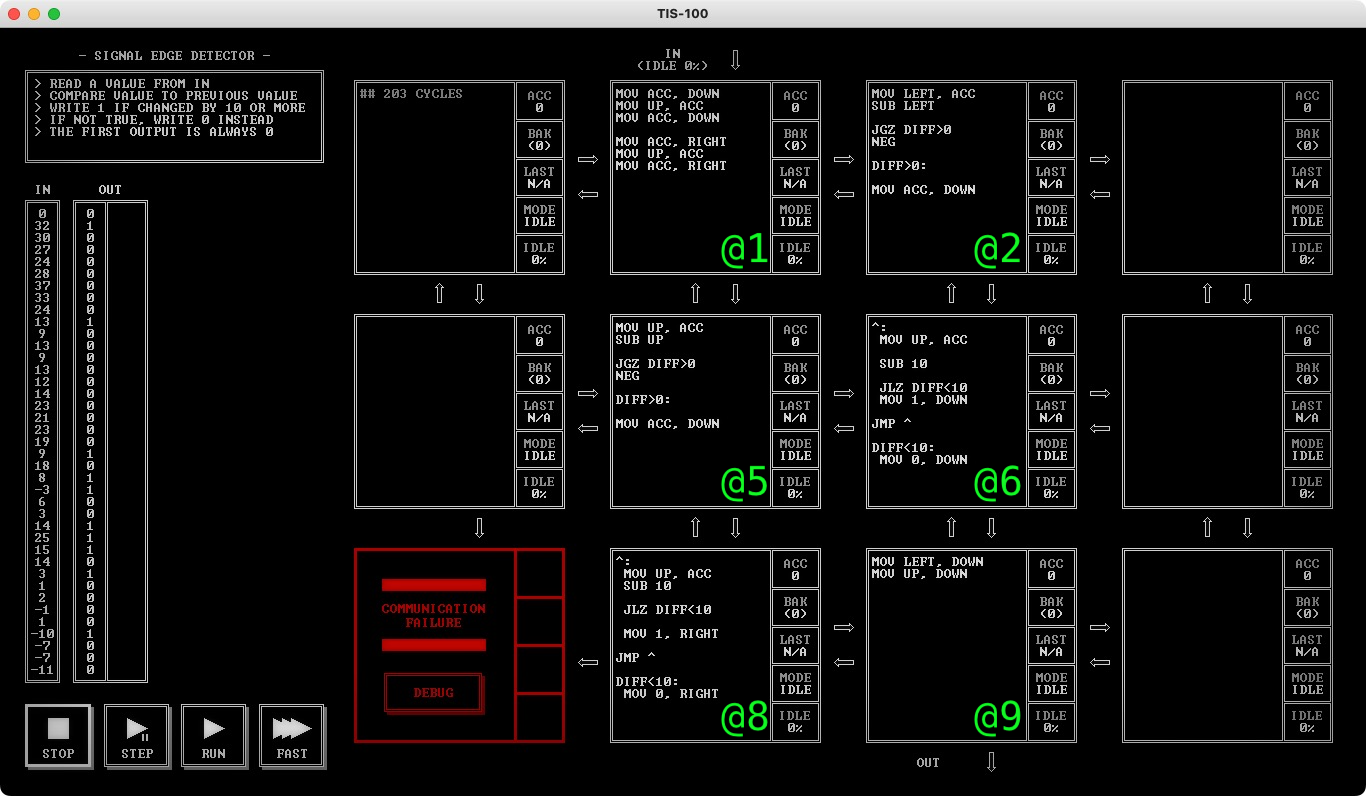 TIS-100
- SIGNAL EDGE DETECTOR -
> READ A VALUE FROM IN
> COMPARE VALUE TO PREVIOUS VALUE
> WRITE 1 IF CHANGED BY 10 OR MORE
> IF NOT TRUE, WRITE 0 INSTEAD
> THE FIRST OUTPUT IS ALWAYS 0
IN OUT
0 0
32 1
30 0
27 0
24 0
28 0
37 0
33 0
24 0
13 1
9 0
13 0
9 0
13 0
12 0
14 0
23 0
21 0
23 0
19 0
9 1
18 0
8 1
-3 1
6 0
3 0
14 1
25 1
15 1
14 0
3 1
1 0
2 0
-1 0
1 0
-10 1
-7 0
-7 0
-11 0
STOP
STEP
RUN
FAST
IN
(IDLE 0%)
## 203 CYCLES
ACC
0
BAK
(0)
LAST
N/A
MODE
IDLE
IDLE
0%
MOV ACC, DOWN
MOV UP, ACC
MOV ACC, DOWN
MOV ACC, RIGHT
MOV UP, ACC
MOV ACC, RIGHT
@1
ACC
0
BAK
(0)
LAST
N/A
MODE
IDLE
IDLE
0%
MOV LEFT, ACC
SUB LEFT
JGZ DIFF>0
NEG
DIFF>0:
MOV ACC, DOWN
@2
ACC
0
BAK
(0)
LAST
N/A
MODE
IDLE
IDLE
0%
ACC
0
BAK
(0)
LAST
N/A
MODE
IDLE
IDLE
0%
ACC
0
BAK
(0)
LAST
N/A
MODE
IDLE
IDLE
0%
MOV UP, ACC
SUB UP
JGZ DIFF>0
NEG
DIFF>0:
MOV ACC, DOWN
@5
ACC
0
BAK
(0)
LAST
N/A
MODE
IDLE
IDLE
0%
^:
MOV UP, ACC
SUB 10
JLZ DIFF<10
MOV 1, DOWN
JMP ^
DIFF<10:
MOV 0, DOWN
@6
ACC
0
BAK
(0)
LAST
N/A
MODE
IDLE
IDLE
0%
ACC
0
BAK
(0)
LAST
N/A
MODE
IDLE
IDLE
0%
COMMUNICATION
FAILURE
DEBUG
^:
MOV UP, ACC
SUB 10
JLZ DIFF<10
MOV 1, RIGHT
JMP ^
DIFF<10:
MOV 0, RIGHT
@8
ACC
0
BAK
(0)
LAST
N/A
MODE
IDLE
IDLE
0%
MOV LEFT, DOWN
MOV UP, DOWN
@9
ACC
0
BAK
(0)
LAST
N/A
MODE
IDLE
IDLE
0%
ACC
0
BAK
(0)
LAST
N/A
MODE
IDLE
IDLE
0%
OUT